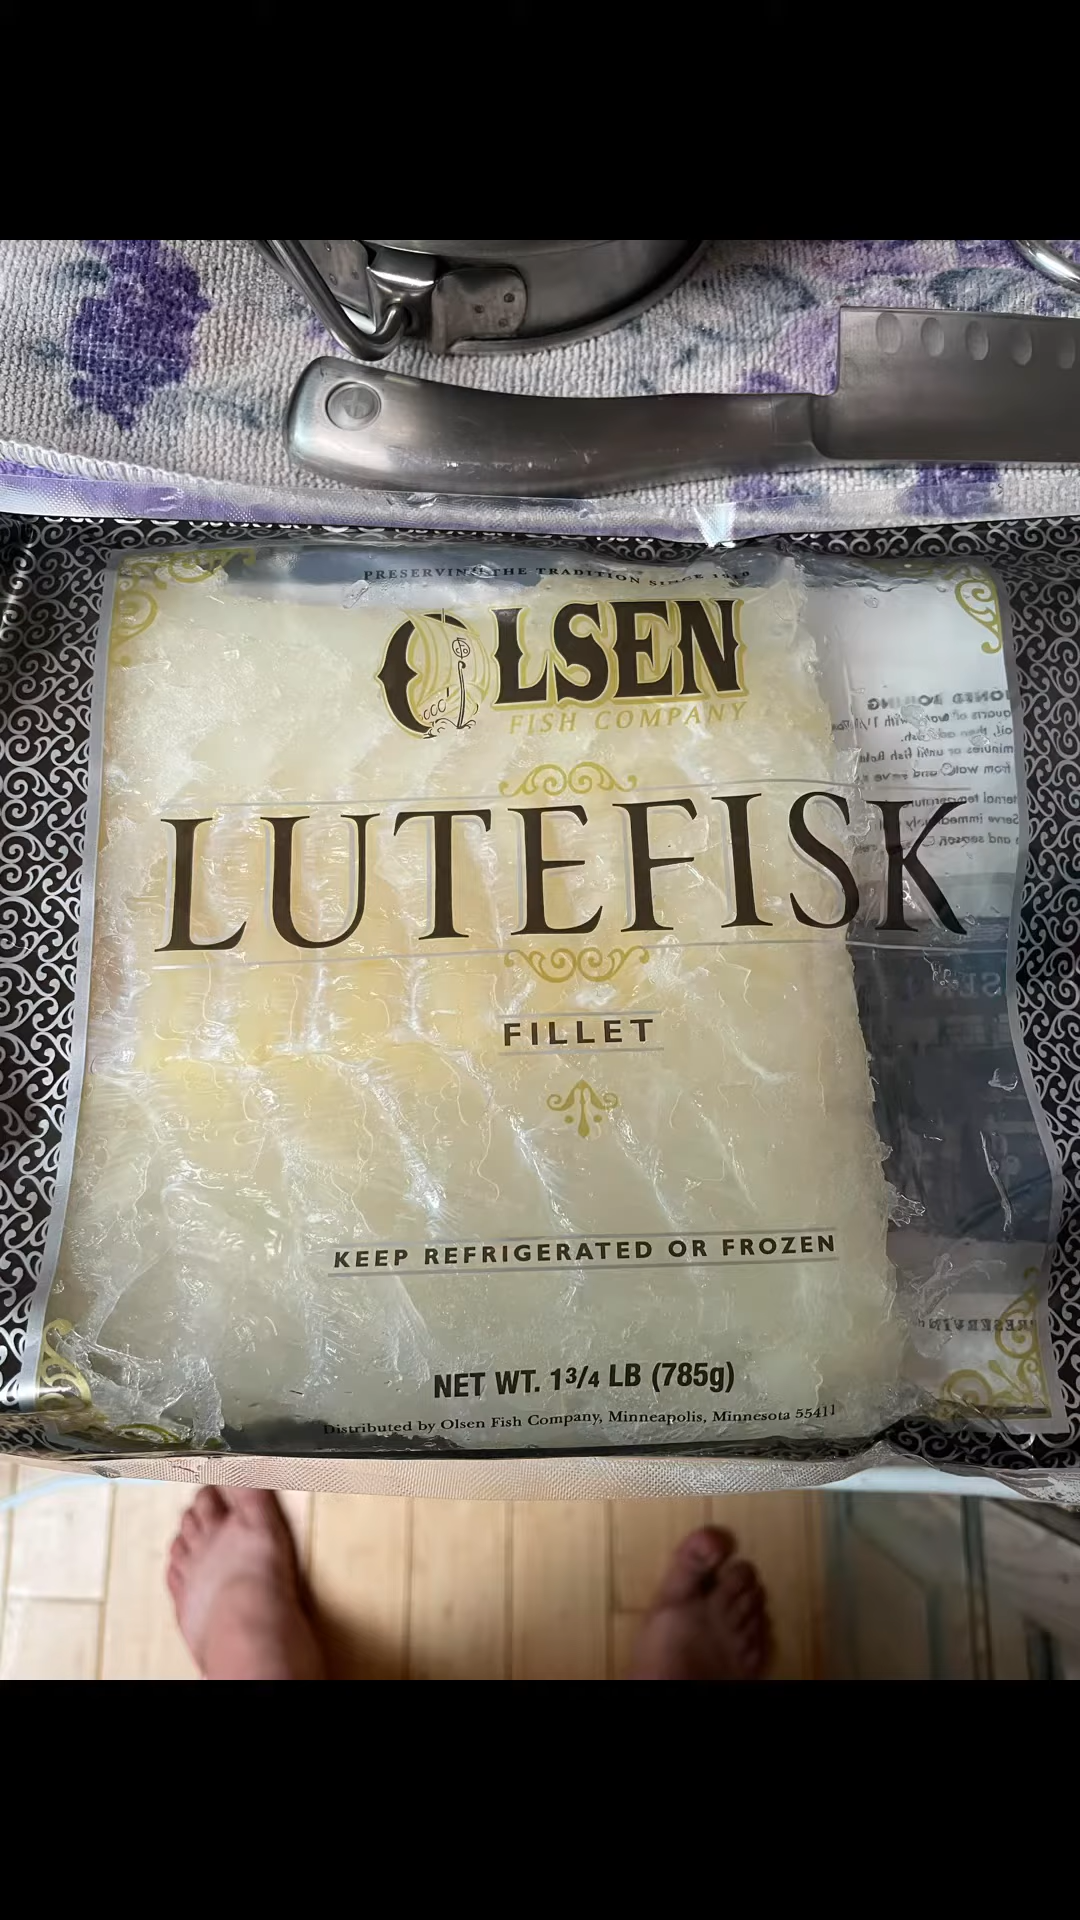 PRESERVING THE TRADITION SINCE 1910
OLSEN
FISH COMPANY
LUTEFISK
FILLET
KEEP REFRIGERATED OR FROZEN
NET WT. 1 3/4 LB (785g)
Distributed by Olsen Fish Company, Minneapolis, Minnesota 55411